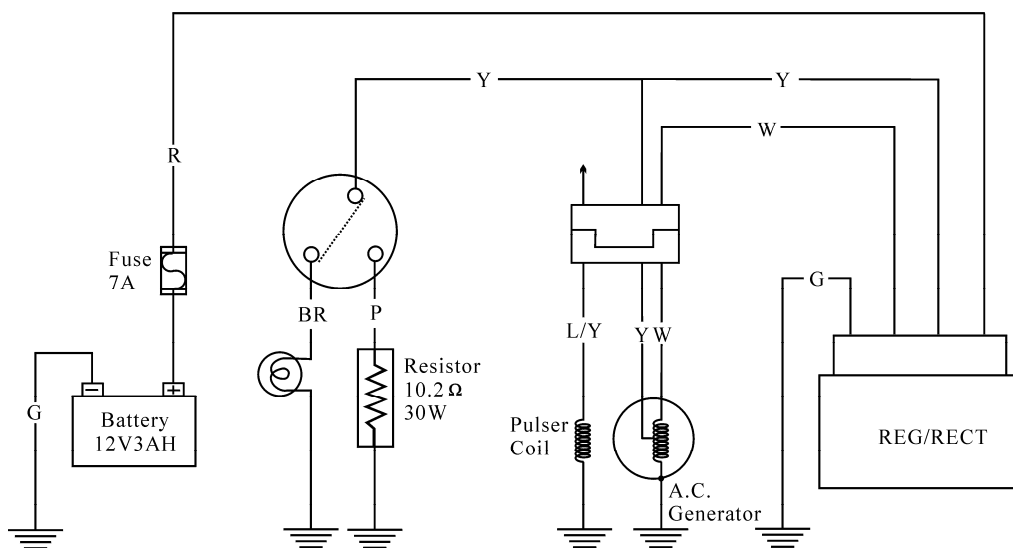 Y
Y
W
R
Fuse
7A
G
BR
P
L/Y
Y W
Resistor
10.2 Ω
30W
G
− +
Battery
12V3AH
Pulser
Coil
REG/RECT
A.C.
Generator